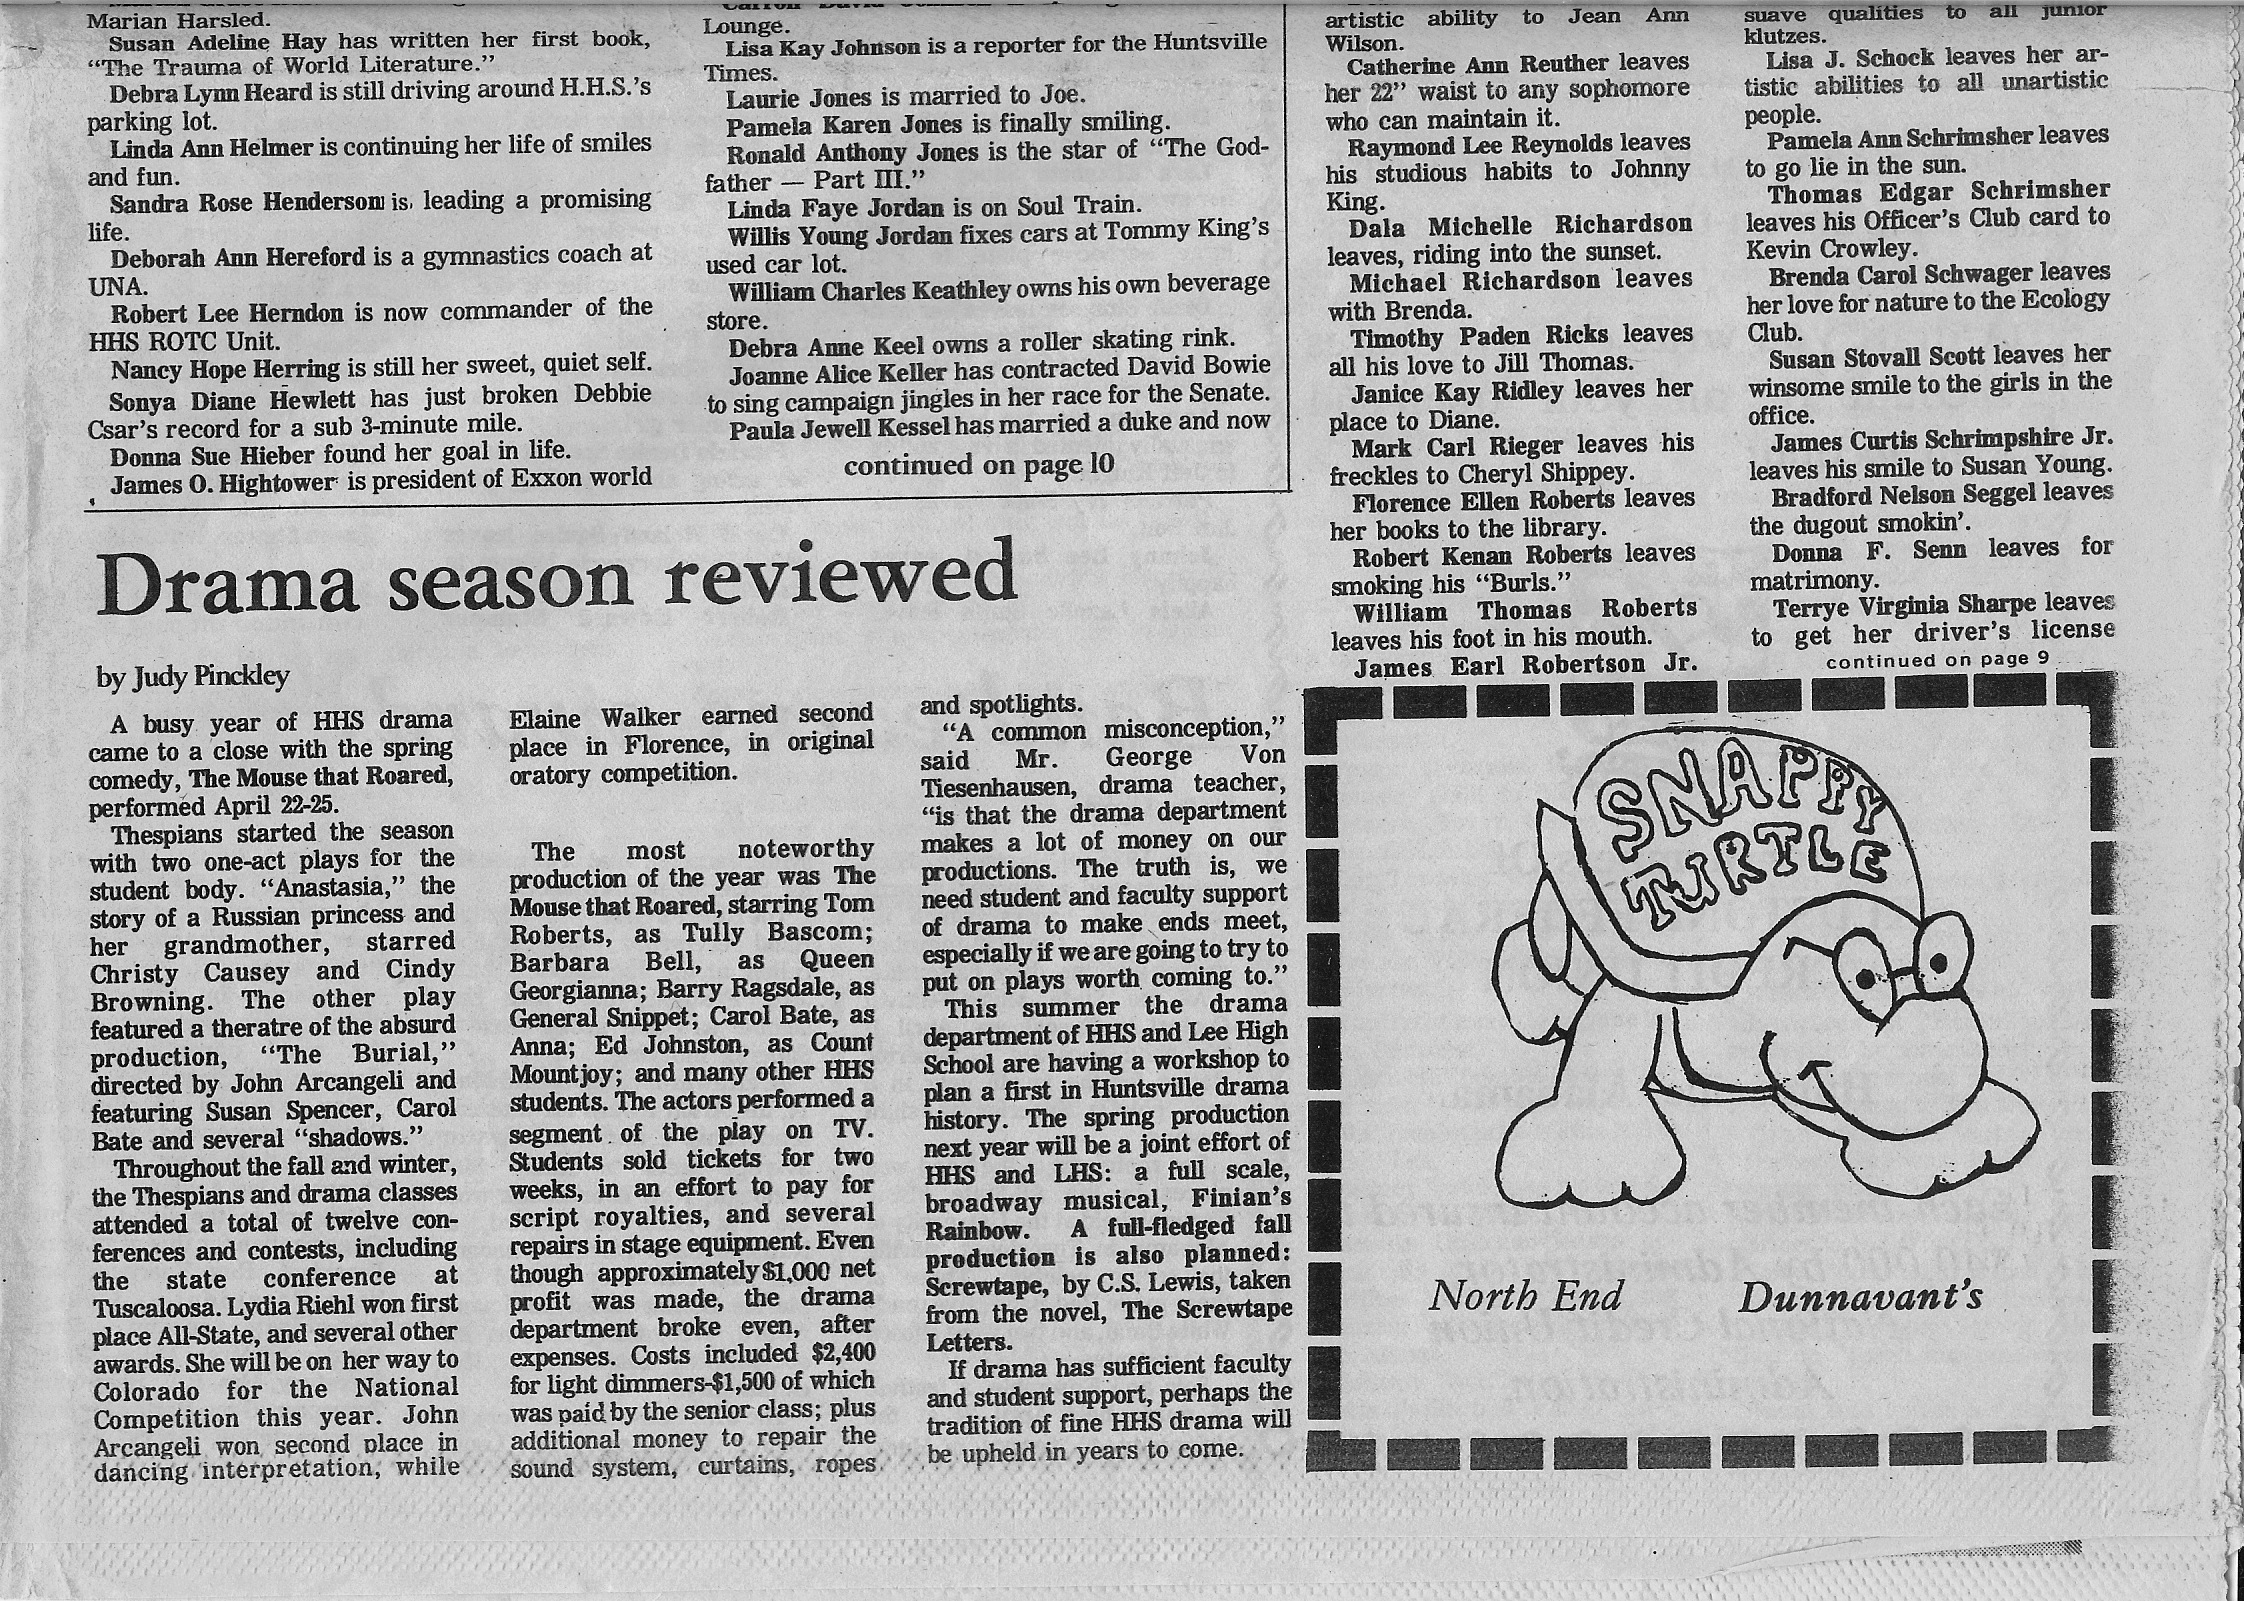 Marian Harsled.
Susan Adeline Hay has written her first book,
“The Trauma of World Literature.”
Debra Lynn Heard is still driving around H.H.S.’s
parking lot.
Linda Ann Helmer is continuing her life of smiles
and fun.
Sandra Rose Henderson is leading a promising
life.
Deborah Ann Hereford is a gymnastics coach at
UNA.
Robert Lee Herndon is now commander of the
HHS ROTC Unit.
Nancy Hope Herring is still her sweet, quiet self.
Sonya Diane Hewlett has just broken Debbie
Csar’s record for a sub 3-minute mile.
Donna Sue Hieber found her goal in life.
James O. Hightower is president of Exxon world
Lounge.
Lisa Kay Johnson is a reporter for the Huntsville
Times.
Laurie Jones is married to Joe.
Pamela Karen Jones is finally smiling.
Ronald Anthony Jones is the star of “The God-
father — Part III.”
Linda Faye Jordan is on Soul Train.
Willis Young Jordan fixes cars at Tommy King’s
used car lot.
William Charles Keathley owns his own beverage
store.
Debra Anne Keel owns a roller skating rink.
Joanne Alice Keller has contracted David Bowie
to sing campaign jingles in her race for the Senate.
Paula Jewell Kessel has married a duke and now
continued on page 10
artistic ability to Jean Ann
Wilson.
Catherine Ann Reuther leaves
her 22” waist to any sophomore
who can maintain it.
Raymond Lee Reynolds leaves
his studious habits to Johnny
King.
Dala Michelle Richardson
leaves, riding into the sunset.
Michael Richardson leaves
with Brenda.
Timothy Paden Ricks leaves
all his love to Jill Thomas.
Janice Kay Ridley leaves her
place to Diane.
Mark Carl Rieger leaves his
freckles to Cheryl Shippey.
Florence Ellen Roberts leaves
her books to the library.
Robert Kenan Roberts leaves
smoking his “Burls.”
William Thomas Roberts
leaves his foot in his mouth.
James Earl Robertson Jr.
suave qualities to all junior
klutzes.
Lisa J. Schock leaves her ar-
tistic abilities to all unartistic
people.
Pamela Ann Schrimsher leaves
to go lie in the sun.
Thomas Edgar Schrimsher
leaves his Officer’s Club card to
Kevin Crowley.
Brenda Carol Schwager leaves
her love for nature to the Ecology
Club.
Susan Stovall Scott leaves her
winsome smile to the girls in the
office.
James Curtis Schrimpshire Jr.
leaves his smile to Susan Young.
Bradford Nelson Seggel leaves
the dugout smokin’.
Donna F. Senn leaves for
matrimony.
Terrye Virginia Sharpe leaves
to get her driver’s license
continued on page 9
Drama season reviewed
by Judy Pinckley
A busy year of HHS drama
came to a close with the spring
comedy, The Mouse that Roared,
performed April 22-25.
Thespians started the season
with two one-act plays for the
student body. “Anastasia,” the
story of a Russian princess and
her grandmother, starred
Christy Causey and Cindy
Browning. The other play
featured a theratre of the absurd
production, “The Burial,”
directed by John Arcangeli and
featuring Susan Spencer, Carol
Bate and several “shadows.”
Throughout the fall and winter,
the Thespians and drama classes
attended a total of twelve con-
ferences and contests, including
the state conference at
Tuscaloosa. Lydia Riehl won first
place All-State, and several other
awards. She will be on her way to
Colorado for the National
Competition this year. John
Arcangeli won second place in
dancing interpretation, while
Elaine Walker earned second
place in Florence, in original
oratory competition.
The most noteworthy
production of the year was The
Mouse that Roared, starring Tom
Roberts, as Tully Bascom;
Barbara Bell, as Queen
Georgianna; Barry Ragsdale, as
General Snippet; Carol Bate, as
Anna; Ed Johnston, as Count
Mountjoy; and many other HHS
students. The actors performed a
segment of the play on TV.
Students sold tickets for two
weeks, in an effort to pay for
script royalties, and several
repairs in stage equipment. Even
though approximately $1,000 net
profit was made, the drama
department broke even, after
expenses. Costs included $2,400
for light dimmers-$1,500 of which
was paid by the senior class; plus
additional money to repair the
sound system, curtains, ropes
and spotlights.
“A common misconception,”
said Mr. George Von
Tiesenhausen, drama teacher,
“is that the drama department
makes a lot of money on our
productions. The truth is, we
need student and faculty support
of drama to make ends meet,
especially if we are going to try to
put on plays worth coming to.”
This summer the drama
department of HHS and Lee High
School are having a workshop to
plan a first in Huntsville drama
history. The spring production
next year will be a joint effort of
HHS and LHS: a full scale,
broadway musical, Finian’s
Rainbow. A full-fledged fall
production is also planned:
Screwtape, by C.S. Lewis, taken
from the novel, The Screwtape
Letters.
If drama has sufficient faculty
and student support, perhaps the
tradition of fine HHS drama will
be upheld in years to come.
SNAPPY
TURTLE
North End Dunnavant’s